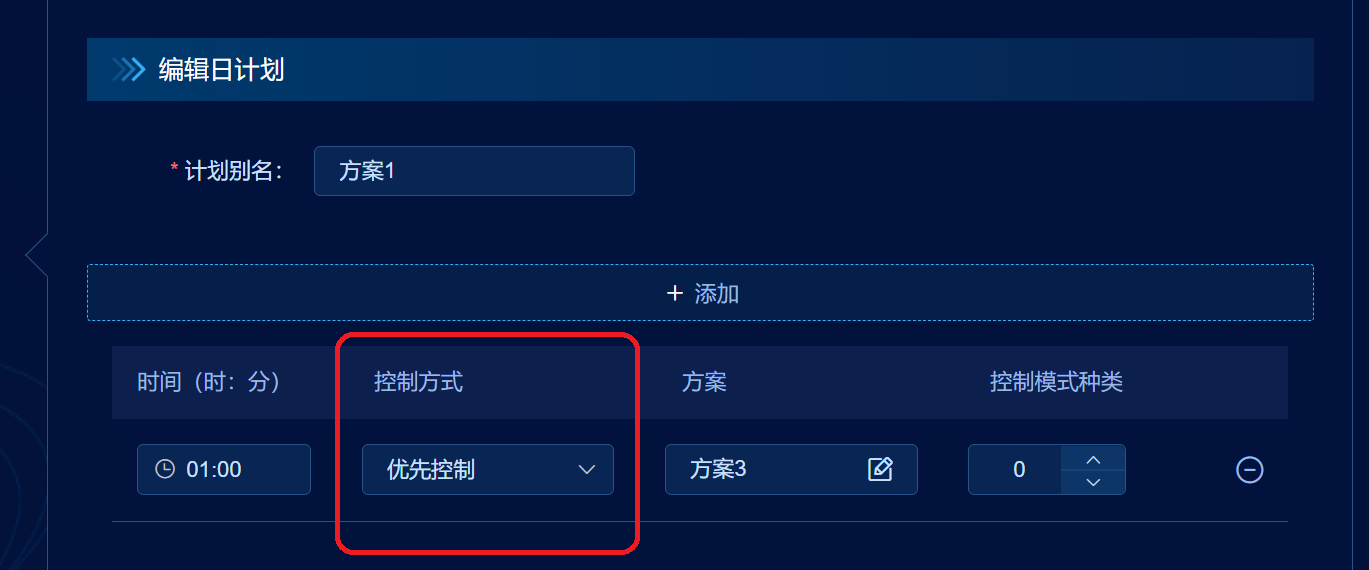 编辑日计划
* 计划别名：
方案1
+ 添加
时间（时：分） 控制方式 方案 控制模式种类
01:00 优先控制 方案3 0